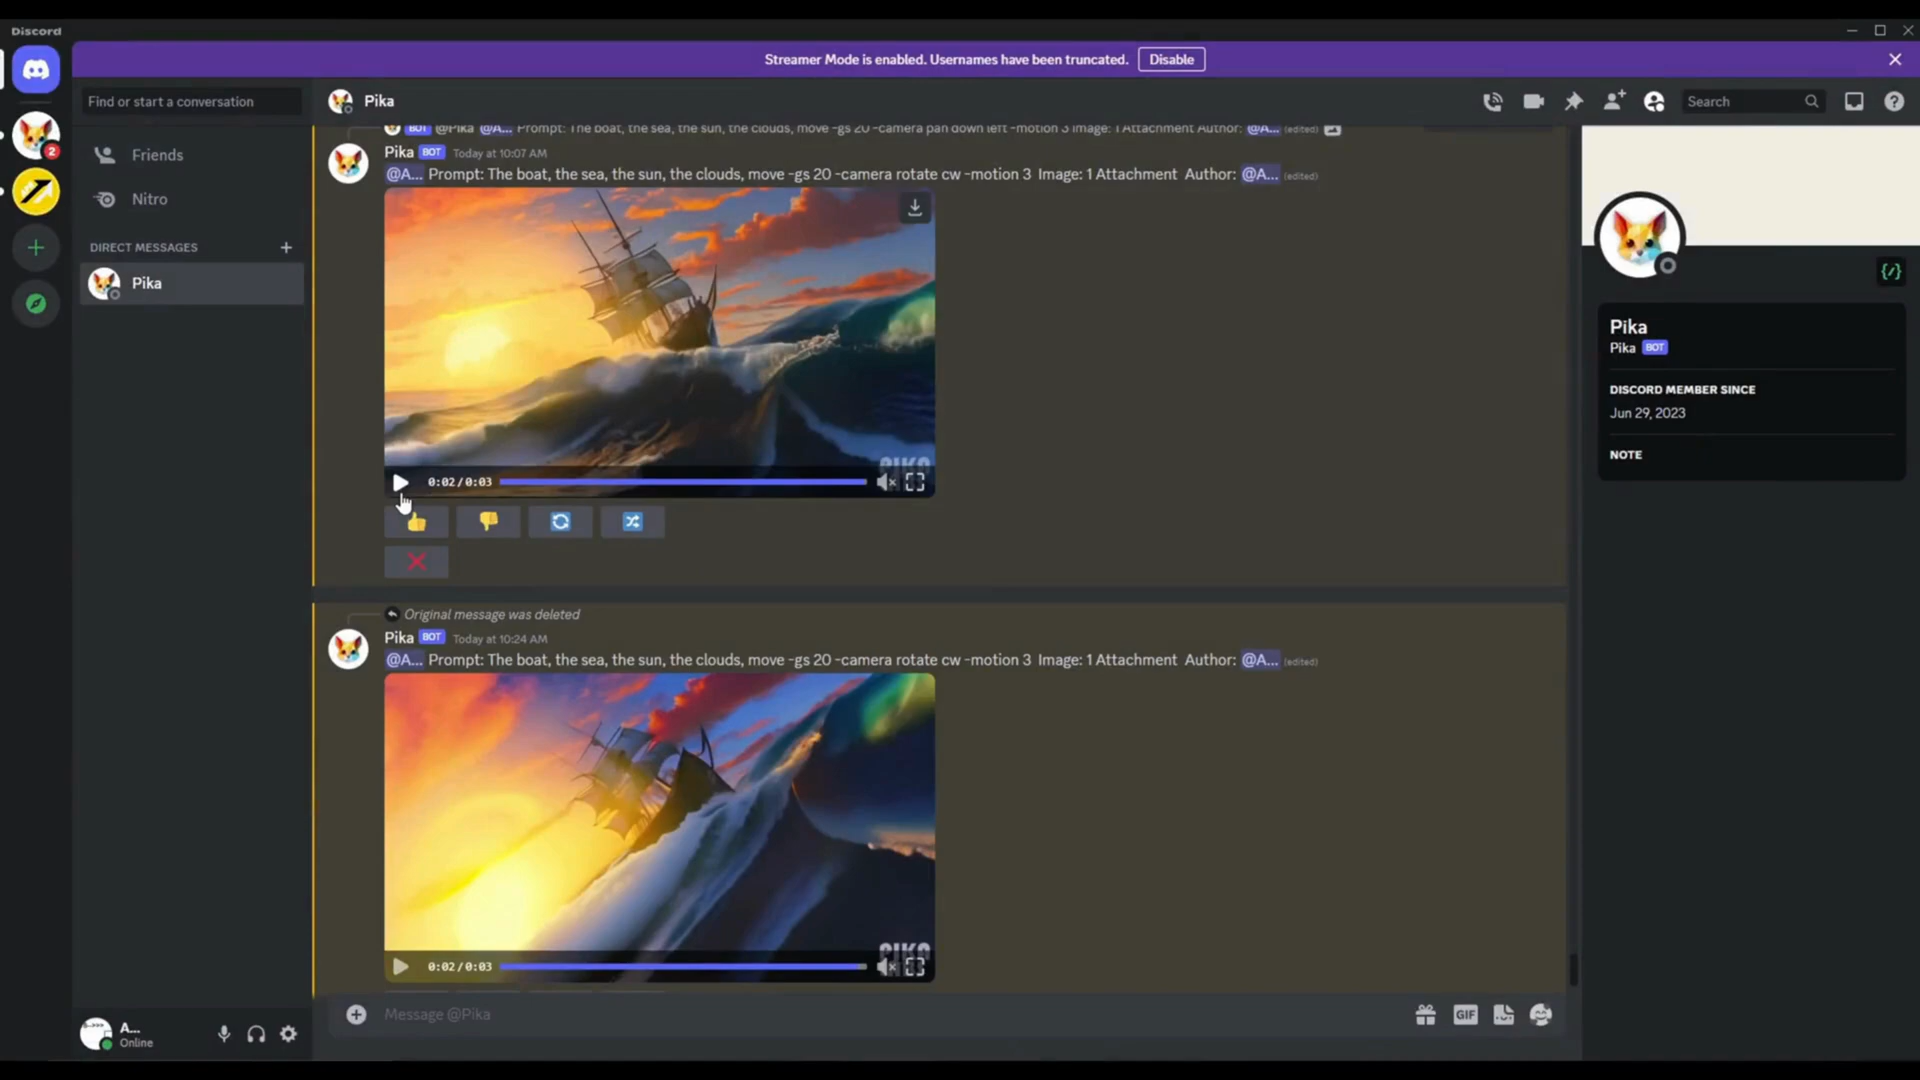 Discord
Streamer Mode is enabled. Usernames have been truncated. Disable
Find or start a conversation
Pika
Search
Friends
Nitro
DIRECT MESSAGES
Pika
2
BOT @Pika @A... Prompt: The boat, the sea, the sun, the clouds, move -gs 20 -camera pan down left -motion 3 Image: 1 Attachment Author: @A... (edited)
Pika BOT Today at 10:07 AM
@A... Prompt: The boat, the sea, the sun, the clouds, move -gs 20 -camera rotate cw -motion 3 Image: 1 Attachment Author: @A... (edited)
PIKA
0:02/0:03
Original message was deleted
Pika BOT Today at 10:24 AM
@A... Prompt: The boat, the sea, the sun, the clouds, move -gs 20 -camera rotate cw -motion 3 Image: 1 Attachment Author: @A... (edited)
PIKA
0:02/0:03
Message @Pika
GIF
A...
Online
Pika
Pika BOT
DISCORD MEMBER SINCE
Jun 29, 2023
NOTE